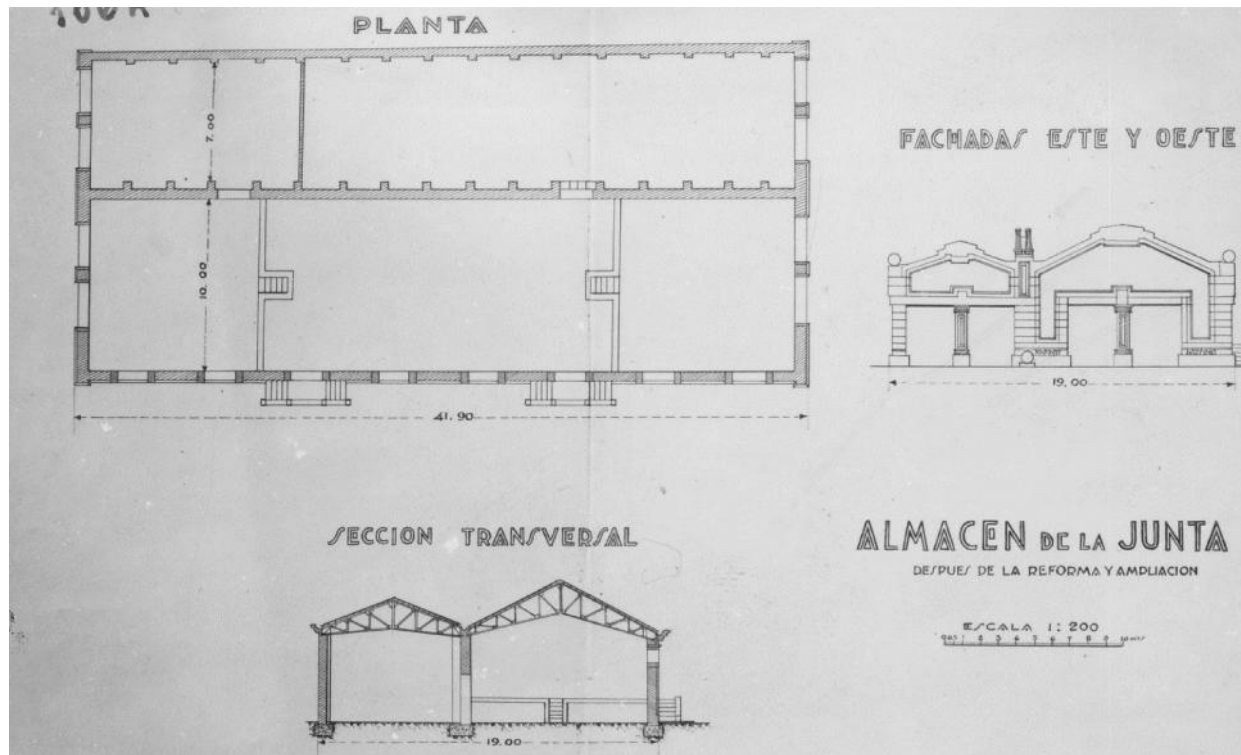 PLANTA
7.00
10.00
41.90
FACHADAS ESTE Y OESTE
19.00
SECCION TRANSVERSAL
19.00
ALMACEN DE LA JUNTA
DESPUES DE LA REFORMA Y AMPLIACION
ESCALA 1:200